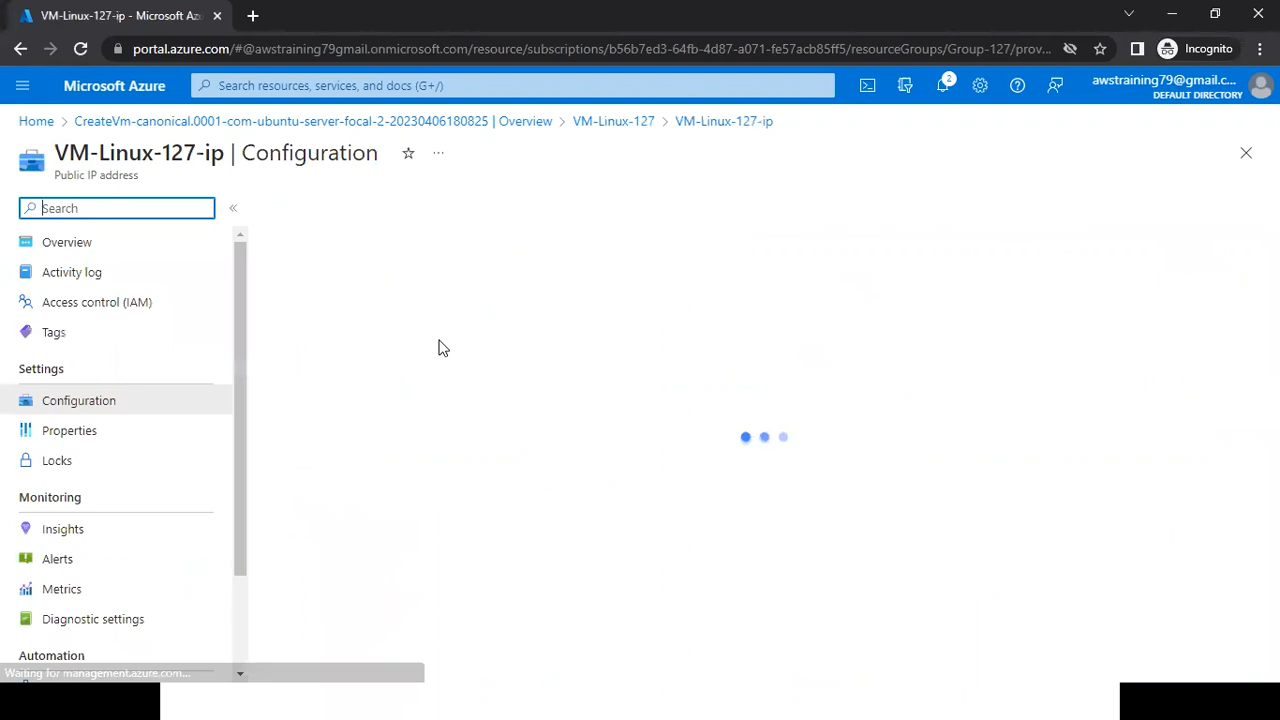 VM-Linux-127-ip - Microsoft Az
portal.azure.com/#@awstraining79gmail.onmicrosoft.com/resource/subscriptions/b56b7ed3-64fb-4d87-a071-fe57acb85ff5/resourceGroups/Group-127/prov...
Incognito
Microsoft Azure
Search resources, services, and docs (G+/)
2
awstraining79@gmail.c...
DEFAULT DIRECTORY
Home > CreateVm-canonical.0001-com-ubuntu-server-focal-2-20230406180825 | Overview > VM-Linux-127 > VM-Linux-127-ip
VM-Linux-127-ip | Configuration
Public IP address
Search
Overview
Activity log
Access control (IAM)
Tags
Settings
Configuration
Properties
Locks
Monitoring
Insights
Alerts
Metrics
Diagnostic settings
Automation
Waiting for management.azure.com...